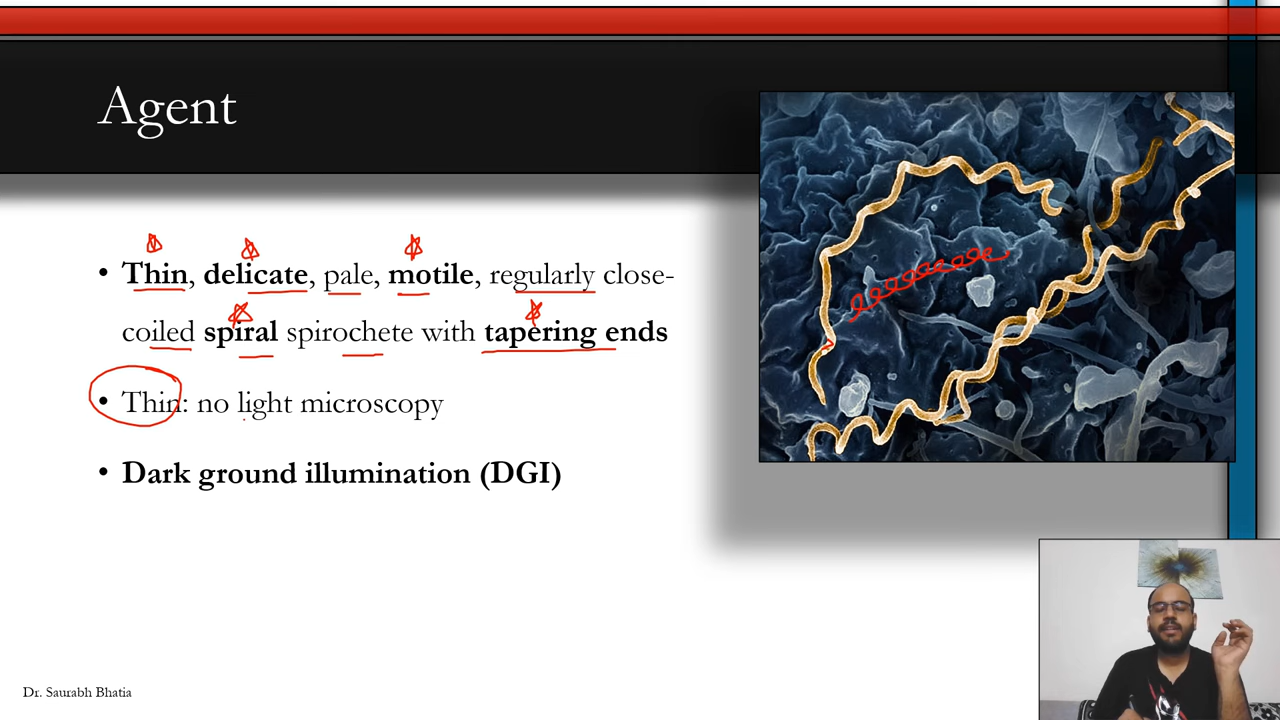 Agent
• Thin, delicate, pale, motile, regularly close-
coiled spiral spirochete with tapering ends
• Thin: no light microscopy
• Dark ground illumination (DGI)
Dr. Saurabh Bhatia